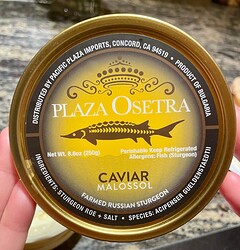 DISTRIBUTED BY PACIFIC PLAZA IMPORTS, CONCORD, CA 94519 • PRODUCT OF BULGARIA
PLAZA OSETRA
Net Wt. 8.8oz (250g)
Perishable Keep Refrigerated
Allergens: Fish (Sturgeon)
CAVIAR
MALOSSOL
FARMED RUSSIAN STURGEON
INGREDIENTS: STURGEON ROE + SALT • SPECIES: ACIPENSER GUELDENSTAEDTII